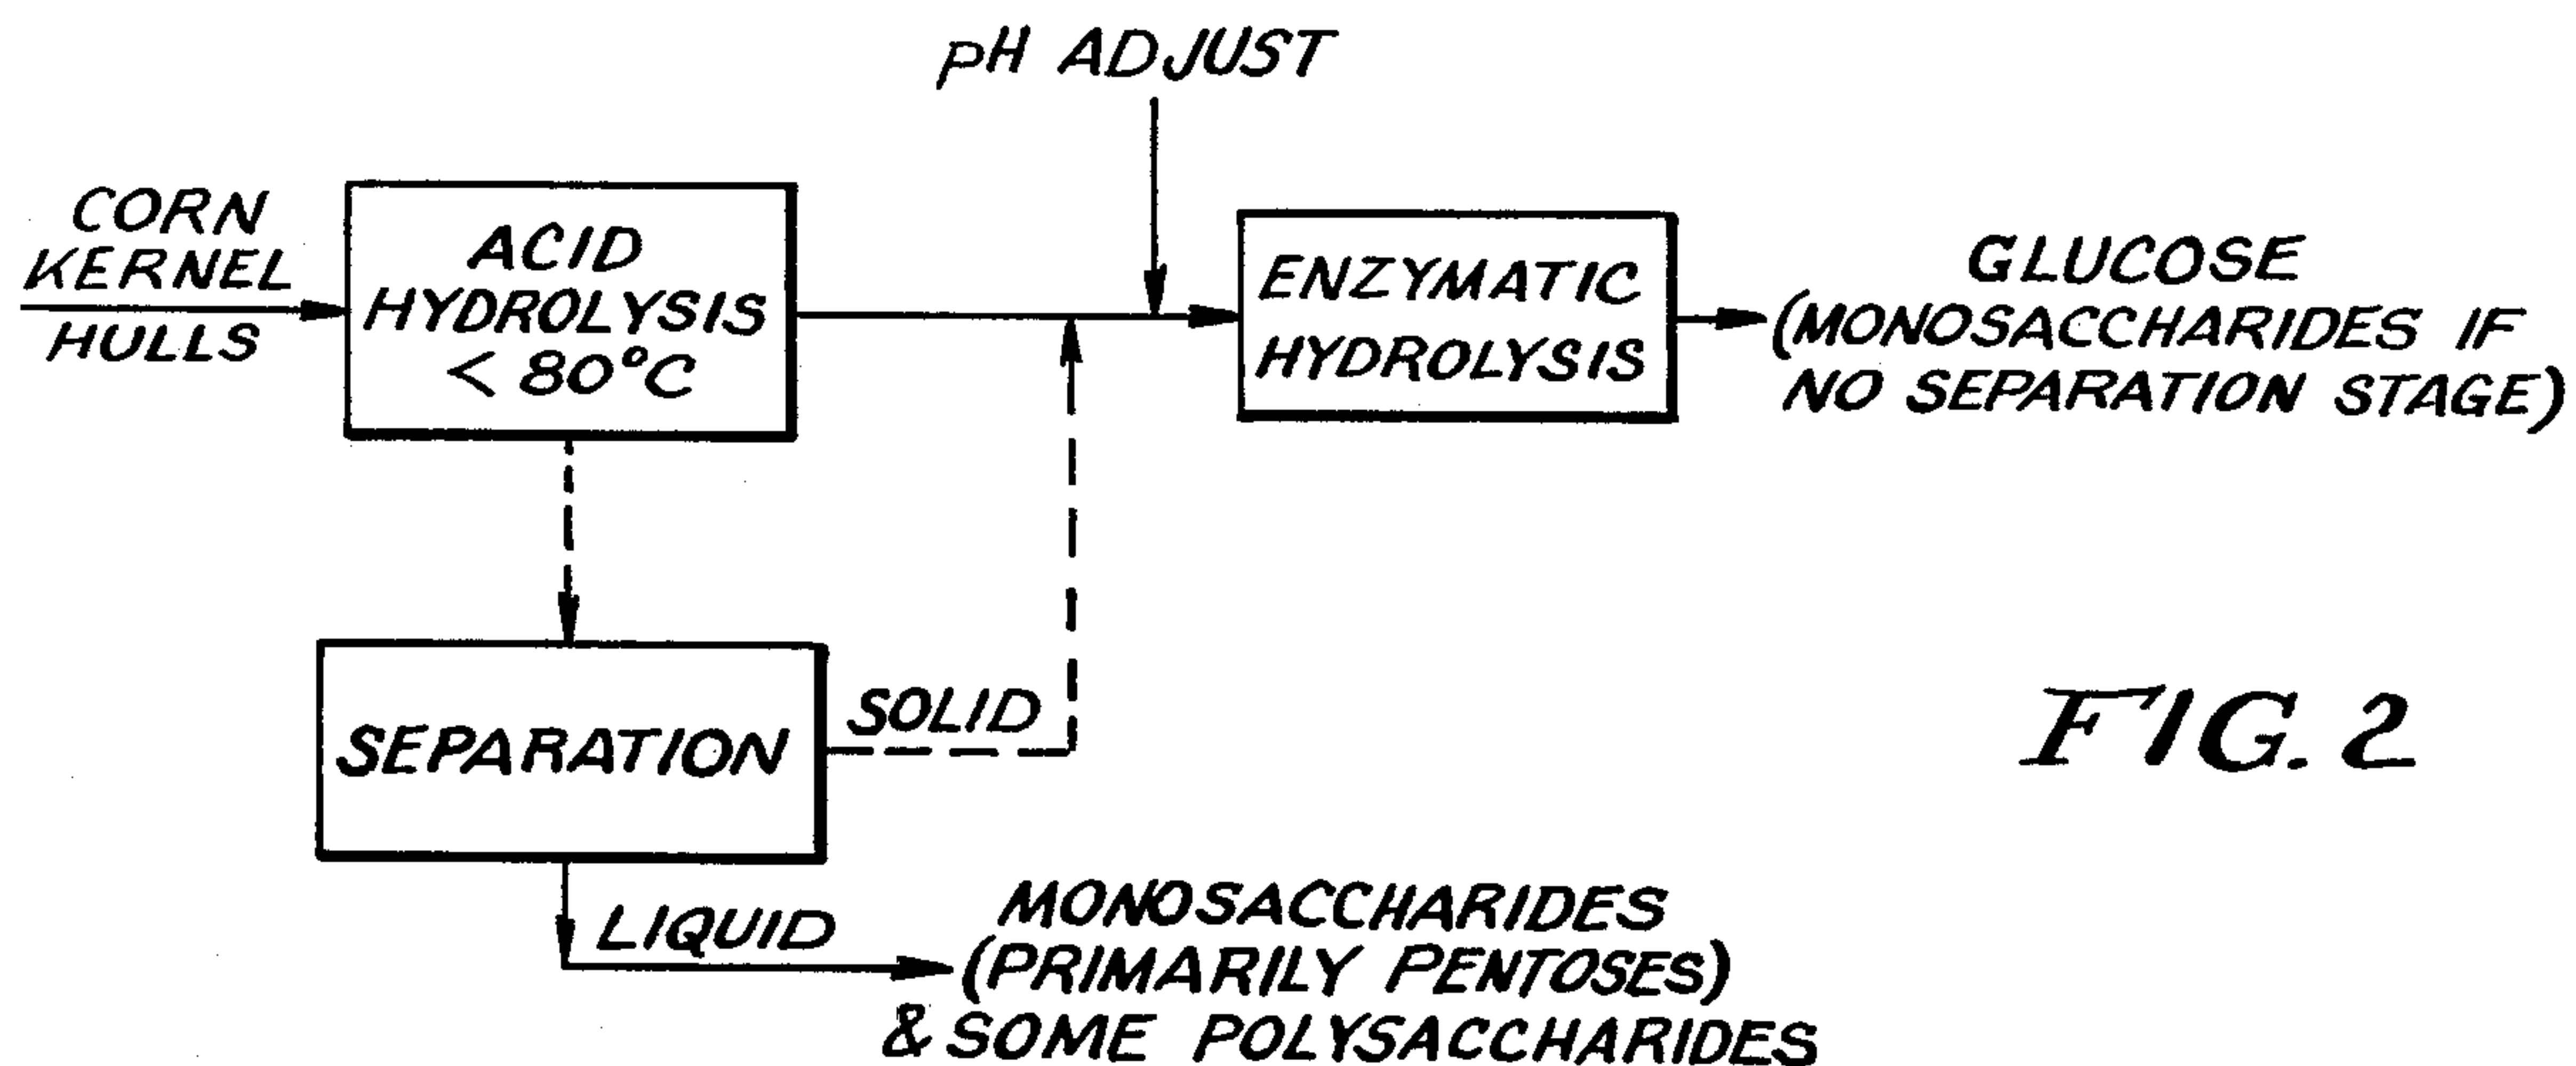 pH ADJUST
CORN
KERNEL
HULLS
ACID
HYDROLYSIS
< 80°C
ENZYMATIC
HYDROLYSIS
GLUCOSE
(MONOSACCHARIDES IF
NO SEPARATION STAGE)
SEPARATION
SOLID
LIQUID
MONOSACCHARIDES
(PRIMARILY PENTOSES)
& SOME POLYSACCHARIDES
FIG. 2